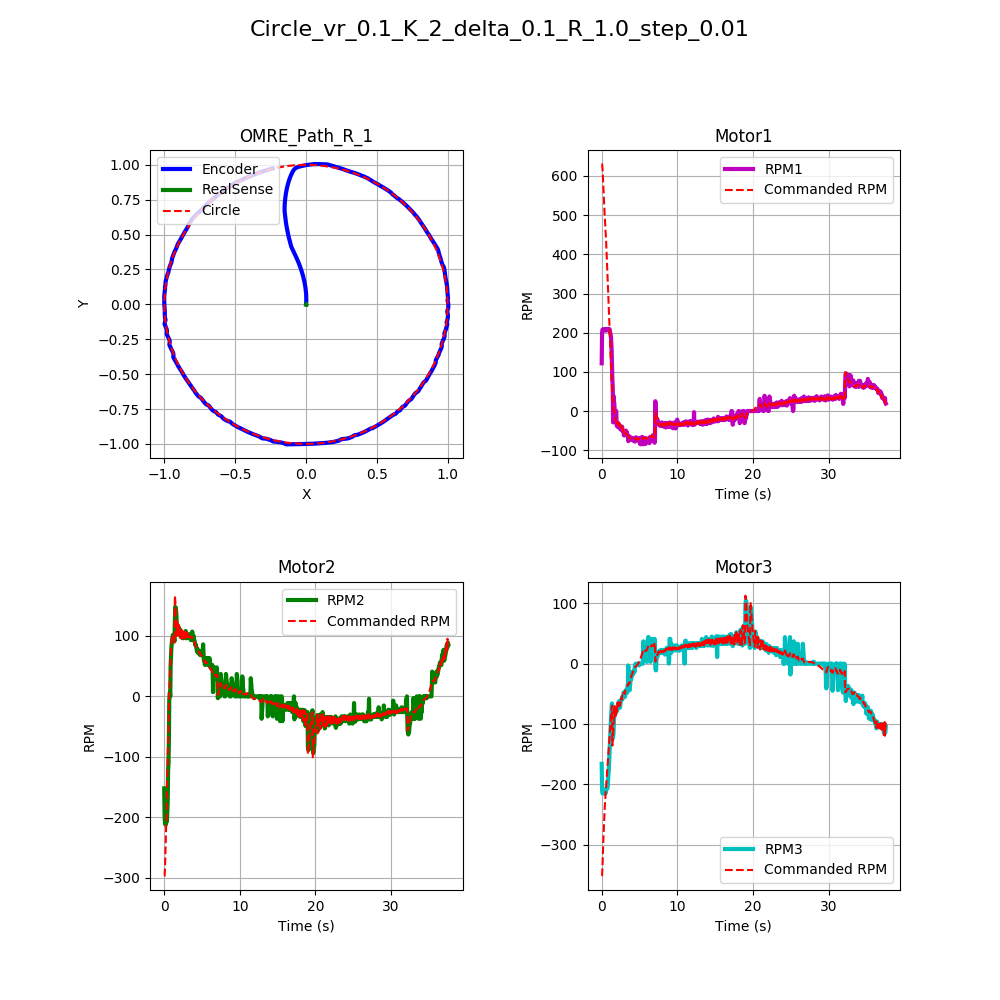 Circle_vr_0.1_K_2_delta_0.1_R_1.0_step_0.01
OMRE_Path_R_1
Encoder
RealSense
Circle
1.00
0.75
0.50
0.25
0.00
−0.25
−0.50
−0.75
−1.00
Y
−1.0 −0.5 0.0 0.5 1.0
X
Motor1
RPM1
Commanded RPM
600
500
400
300
200
100
0
−100
RPM
0 10 20 30
Time (s)
Motor2
RPM2
Commanded RPM
100
0
−100
−200
−300
RPM
0 10 20 30
Time (s)
Motor3
100
0
−100
−200
−300
RPM
RPM3
Commanded RPM
0 10 20 30
Time (s)